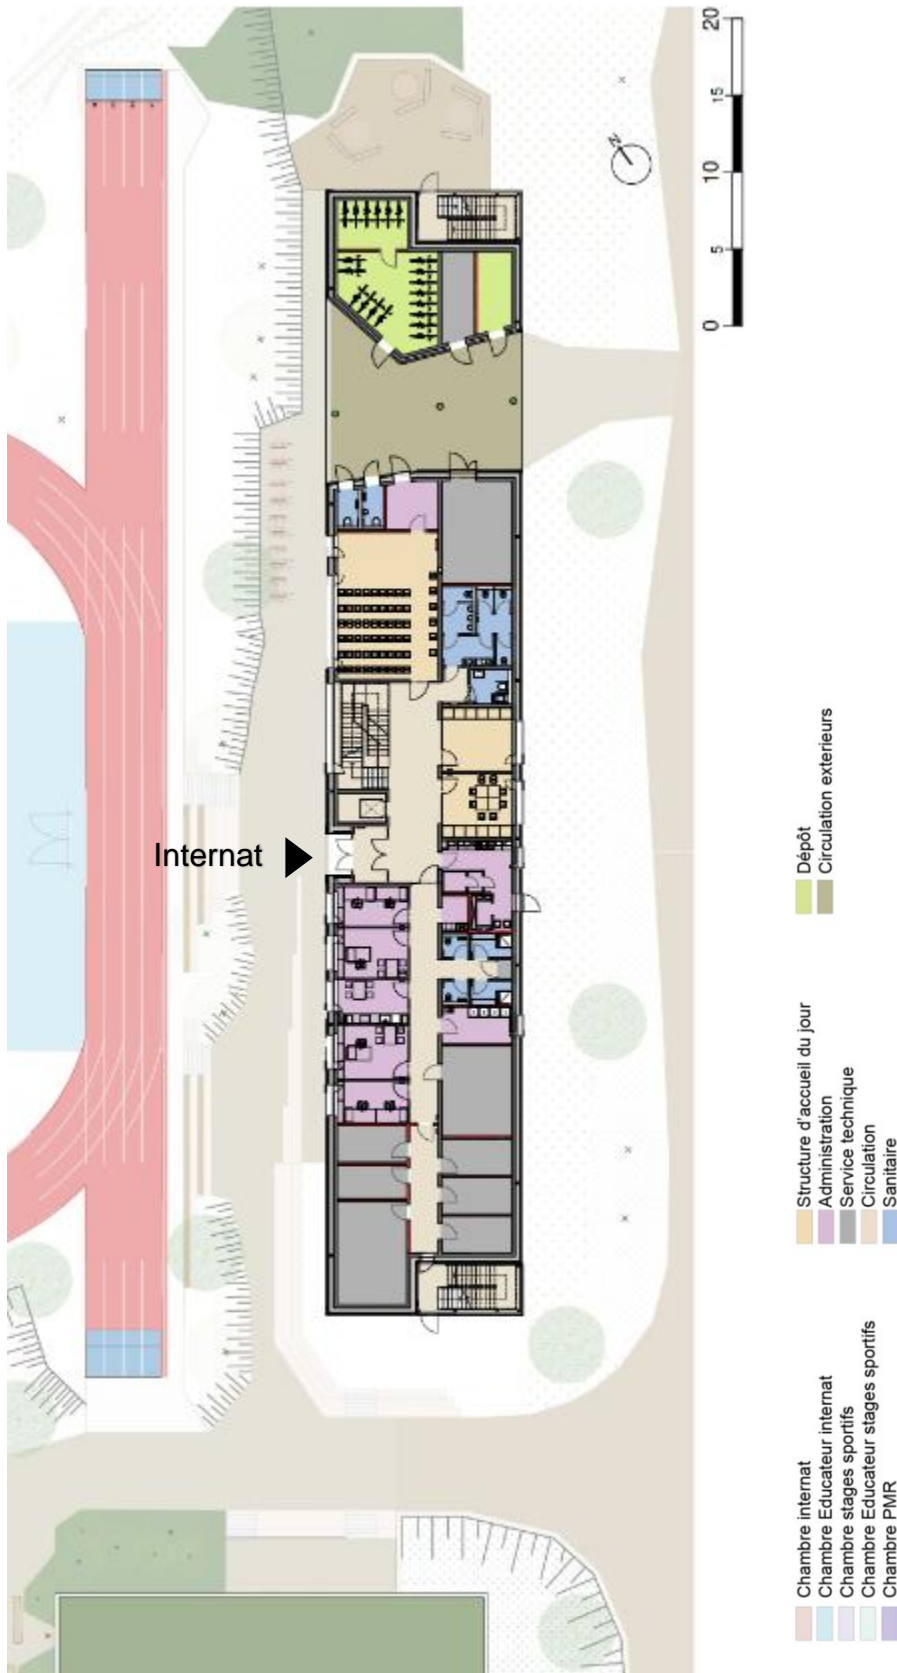 20
15
10
5
0
N
Internat
Dépôt
Circulation exterieurs
Structure d'accueil du jour
Administration
Service technique
Circulation
Sanitaire
Chambre internat
Chambre Educateur internat
Chambre stages sportifs
Chambre Educateur stages sportifs
Chambre PMR